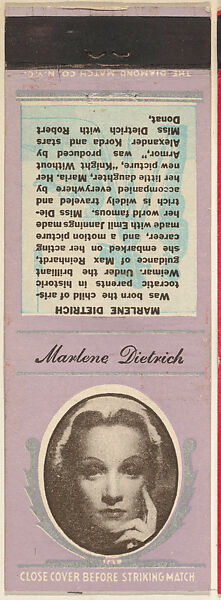 THE DIAMOND MATCH CO. N.Y.C.
MARLENE DIETRICH
Was born the child of aris-
tocratic parents in historic
Weimar. Under the brilliant
guidance of Max Reinhardt,
she embarked on her acting
career, and a motion picture
made with Emil Jannings made
her world famous. Miss Die-
trich is widely traveled and
accompanied everywhere by
her little daughter, Maria. Her
new picture, "Knight Without
Armor," was produced by
Alexander Korda and stars
Miss Dietrich with Robert
Donat.
Marlene Dietrich
CLOSE COVER BEFORE STRIKING MATCH